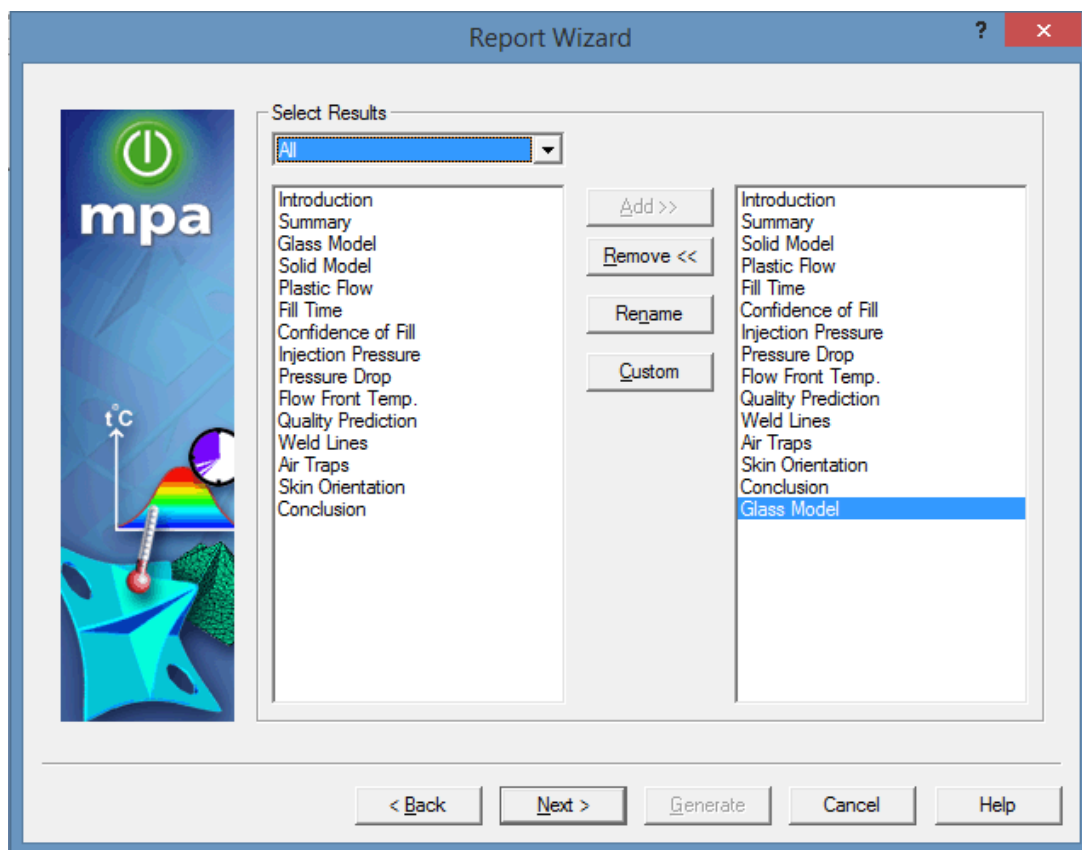 Report Wizard
?
×
mpa
t°C
Select Results
All
Introduction
Summary
Glass Model
Solid Model
Plastic Flow
Fill Time
Confidence of Fill
Injection Pressure
Pressure Drop
Flow Front Temp.
Quality Prediction
Weld Lines
Air Traps
Skin Orientation
Conclusion
Add >>
Remove <<
Rename
Custom
Introduction
Summary
Solid Model
Plastic Flow
Fill Time
Confidence of Fill
Injection Pressure
Pressure Drop
Flow Front Temp.
Quality Prediction
Weld Lines
Air Traps
Skin Orientation
Conclusion
Glass Model
< Back
Next >
Generate
Cancel
Help